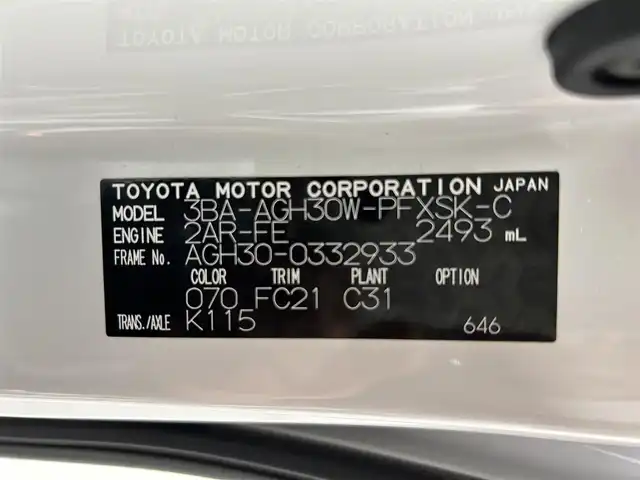 TOYOTA MOTOR CORPORATION JAPAN
MODEL 3BA-AGH30W-PFXSK-C
ENGINE 2AR-FE 2493 mL
FRAME No. AGH30-0332933
COLOR TRIM PLANT OPTION
070 FC21 C31
TRANS./AXLE K115 646